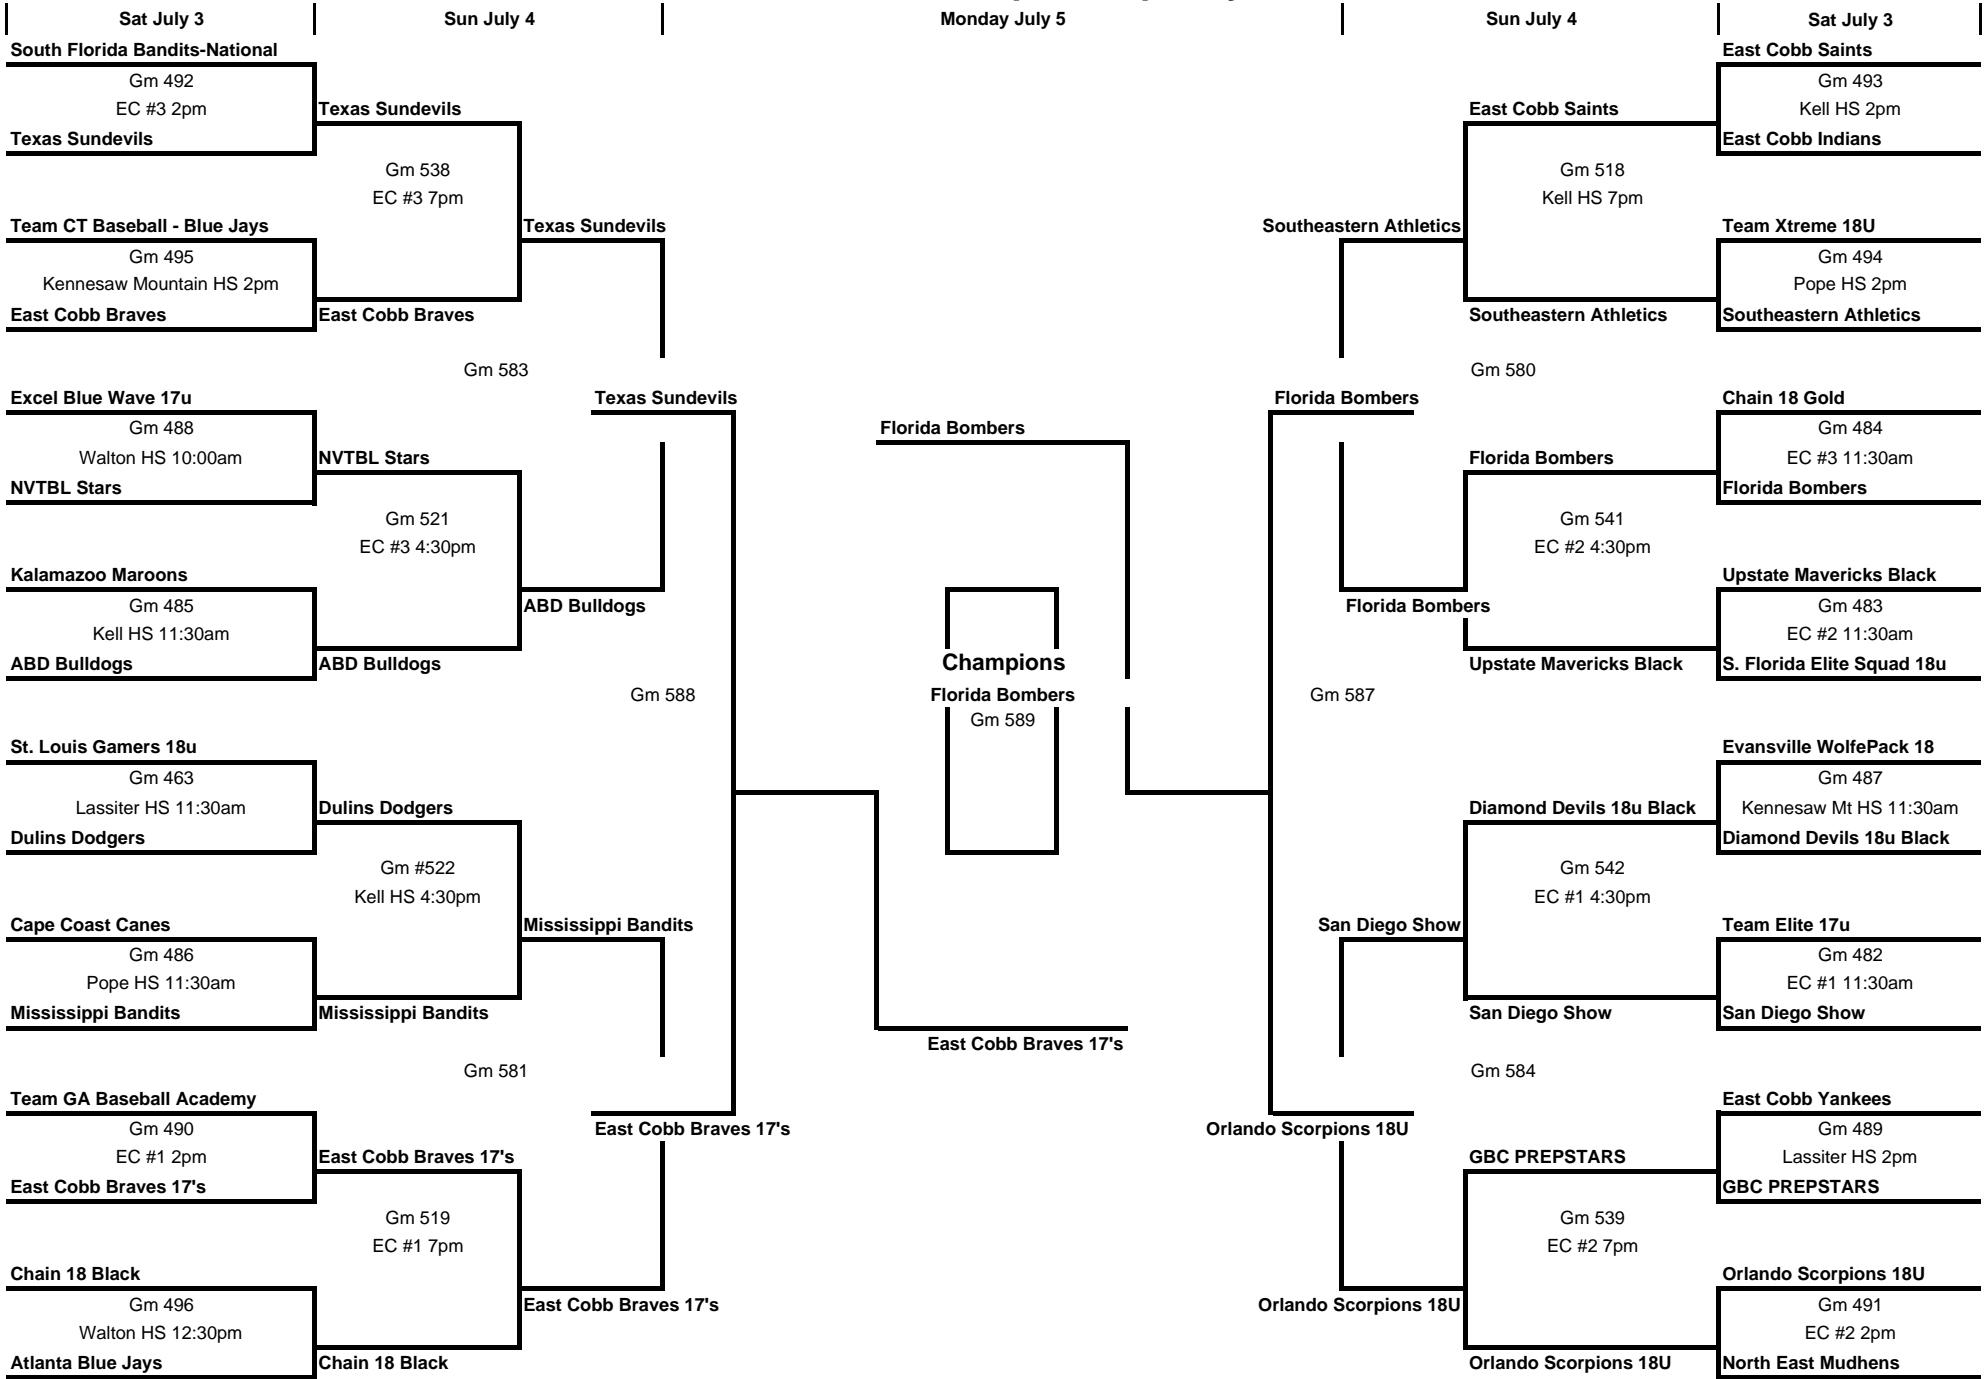 Sat July 3
Sun July 4
Monday July 5
Sun July 4
Sat July 3
South Florida Bandits-National
Gm 492
EC #3 2pm
Texas Sundevils
Team CT Baseball - Blue Jays
Gm 495
Kennesaw Mountain HS 2pm
East Cobb Braves
Excel Blue Wave 17u
Gm 488
Walton HS 10:00am
NVTBL Stars
Kalamazoo Maroons
Gm 485
Kell HS 11:30am
ABD Bulldogs
St. Louis Gamers 18u
Gm 463
Lassiter HS 11:30am
Dulins Dodgers
Cape Coast Canes
Gm 486
Pope HS 11:30am
Mississippi Bandits
Team GA Baseball Academy
Gm 490
EC #1 2pm
East Cobb Braves 17's
Chain 18 Black
Gm 496
Walton HS 12:30pm
Atlanta Blue Jays
Texas Sundevils
Gm 538
EC #3 7pm
East Cobb Braves
Gm 583
NVTBL Stars
Gm 521
EC #3 4:30pm
ABD Bulldogs
Dulins Dodgers
Gm #522
Kell HS 4:30pm
Mississippi Bandits
Gm 581
East Cobb Braves 17's
Gm 519
EC #1 7pm
Chain 18 Black
Texas Sundevils
ABD Bulldogs
Mississippi Bandits
East Cobb Braves 17's
Texas Sundevils
Gm 588
East Cobb Braves 17's
Florida Bombers
Champions
Florida Bombers
Gm 589
East Cobb Braves 17's
Florida Bombers
Gm 587
Orlando Scorpions 18U
Southeastern Athletics
Florida Bombers
San Diego Show
Orlando Scorpions 18U
East Cobb Saints
Gm 518
Kell HS 7pm
Southeastern Athletics
Gm 580
Florida Bombers
Gm 541
EC #2 4:30pm
Upstate Mavericks Black
Diamond Devils 18u Black
Gm 542
EC #1 4:30pm
San Diego Show
Gm 584
GBC PREPSTARS
Gm 539
EC #2 7pm
Orlando Scorpions 18U
East Cobb Saints
Gm 493
Kell HS 2pm
East Cobb Indians
Team Xtreme 18U
Gm 494
Pope HS 2pm
Southeastern Athletics
Chain 18 Gold
Gm 484
EC #3 11:30am
Florida Bombers
Upstate Mavericks Black
Gm 483
EC #2 11:30am
S. Florida Elite Squad 18u
Evansville WolfePack 18
Gm 487
Kennesaw Mt HS 11:30am
Diamond Devils 18u Black
Team Elite 17u
Gm 482
EC #1 11:30am
San Diego Show
East Cobb Yankees
Gm 489
Lassiter HS 2pm
GBC PREPSTARS
Orlando Scorpions 18U
Gm 491
EC #2 2pm
North East Mudhens